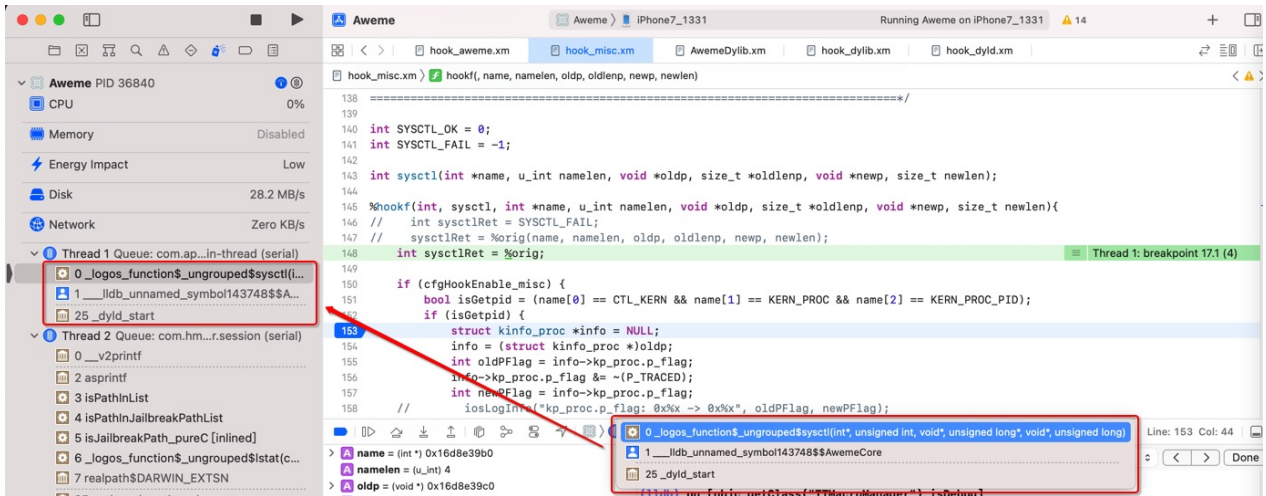 Aweme
Aweme 〉 iPhone7_1331
Running Aweme on iPhone7_1331
14
hook_aweme.xm
hook_misc.xm
AwemeDylib.xm
hook_dylib.xm
hook_dyld.xm
hook_misc.xm 〉 hookf(, name, namelen, oldp, oldlenp, newp, newlen)
Aweme PID 36840
CPU 0%
Memory Disabled
Energy Impact Low
Disk 28.2 MB/s
Network Zero KB/s
Thread 1 Queue: com.ap...in-thread (serial)
0 _logos_function$_ungrouped$sysctl(i...
1 ___lldb_unnamed_symbol143748$$A...
25 _dyld_start
Thread 2 Queue: com.hm...r.session (serial)
0 __v2printf
2 asprintf
3 isPathInList
4 isPathInJailbreakPathList
5 isJailbreakPath_pureC [inlined]
6 _logos_function$_ungrouped$lstat(c...
7 realpath$DARWIN_EXTSN
138 ==============================================================================*/
139
140 int SYSCTL_OK = 0;
141 int SYSCTL_FAIL = -1;
142
143 int sysctl(int *name, u_int namelen, void *oldp, size_t *oldlenp, void *newp, size_t newlen);
144
145 %hookf(int, sysctl, int *name, u_int namelen, void *oldp, size_t *oldlenp, void *newp, size_t newlen){
146 // int sysctlRet = SYSCTL_FAIL;
147 // sysctlRet = %orig(name, namelen, oldp, oldlenp, newp, newlen);
148 int sysctlRet = %orig; Thread 1: breakpoint 17.1 (4)
149
150 if (cfgHookEnable_misc) {
151 bool isGetpid = (name[0] == CTL_KERN && name[1] == KERN_PROC && name[2] == KERN_PROC_PID);
152 if (isGetpid) {
153 struct kinfo_proc *info = NULL;
154 info = (struct kinfo_proc *)oldp;
155 int oldPFlag = info->kp_proc.p_flag;
156 info->kp_proc.p_flag &= ~(P_TRACED);
157 int newPFlag = info->kp_proc.p_flag;
158 // iosLogInfo("kp_proc.p_flag: 0x%x -> 0x%x", oldPFlag, newPFlag);
0 _logos_function$_ungrouped$sysctl(int*, unsigned int, void*, unsigned long*, void*, unsigned long)
1 ___lldb_unnamed_symbol143748$$AwemeCore
25 _dyld_start
Line: 153 Col: 44
Done
name = (int *) 0x16d8e39b0
namelen = (u_int) 4
oldp = (void *) 0x16d8e39c0